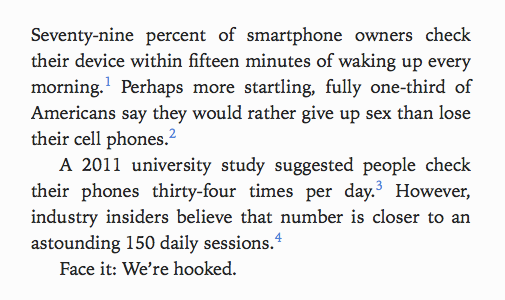 Seventy-nine percent of smartphone owners check
their device within fifteen minutes of waking up every
morning.1 Perhaps more startling, fully one-third of
Americans say they would rather give up sex than lose
their cell phones.2
A 2011 university study suggested people check
their phones thirty-four times per day.3 However,
industry insiders believe that number is closer to an
astounding 150 daily sessions.4
Face it: We’re hooked.